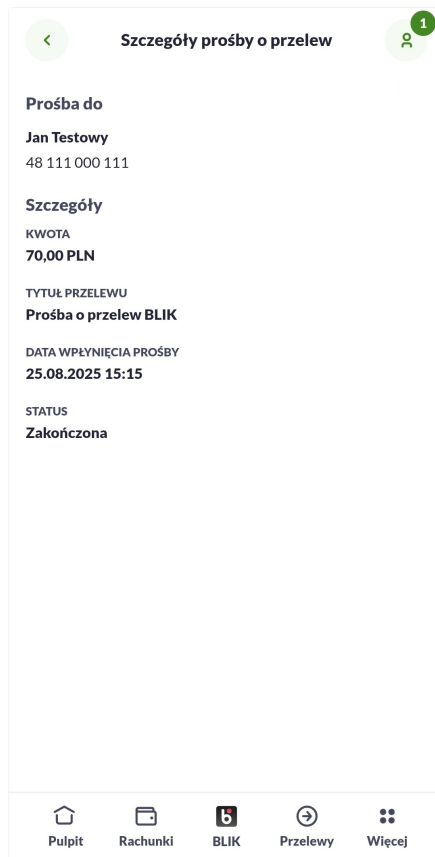 Szczegóły prośby o przelew
1
Prośba do
Jan Testowy
48 111 000 111
Szczegóły
KWOTA
70,00 PLN
TYTUŁ PRZELEWU
Prośba o przelew BLIK
DATA WPŁYNIĘCIA PROŚBY
25.08.2025 15:15
STATUS
Zakończona
Pulpit
Rachunki
BLIK
Przelewy
Więcej